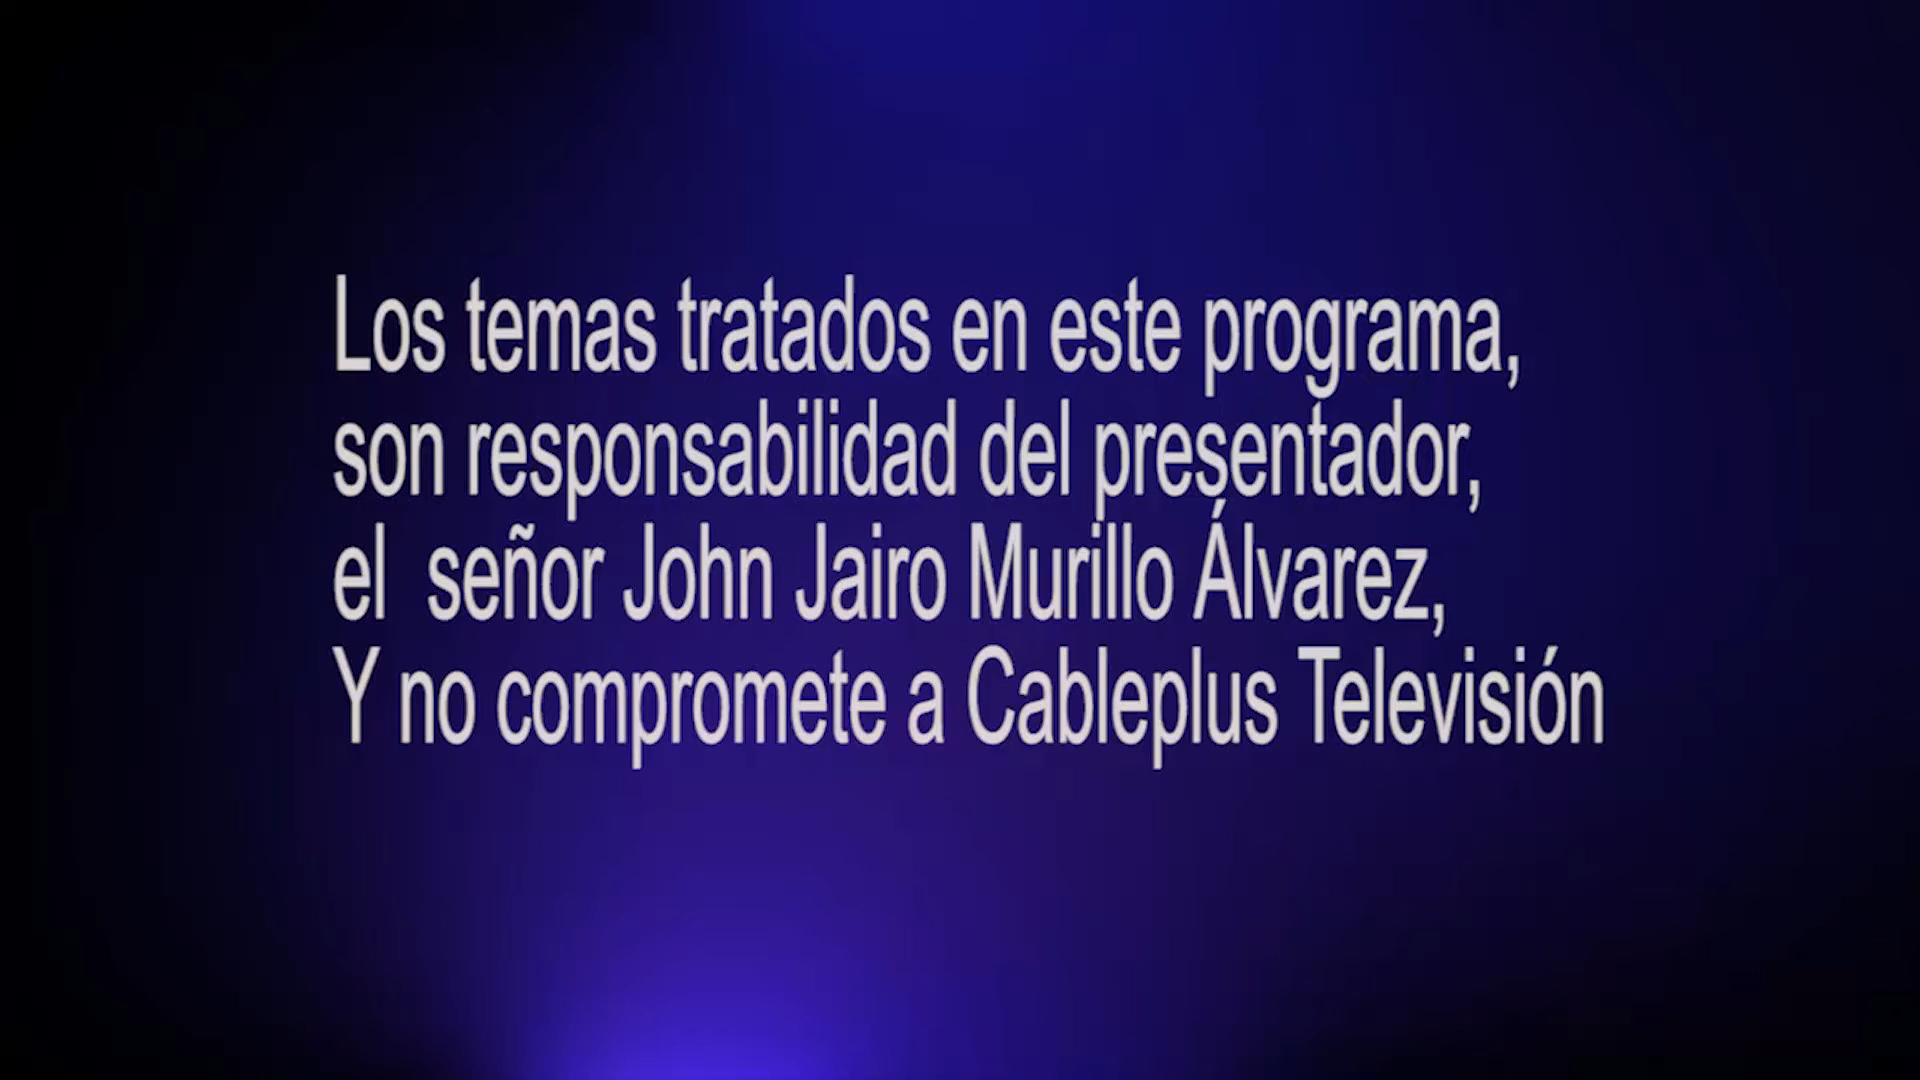 Los temas tratados en este programa,
son responsabilidad del presentador,
el  señor John Jairo Murillo Álvarez,
Y no compromete a Cableplus Televisión